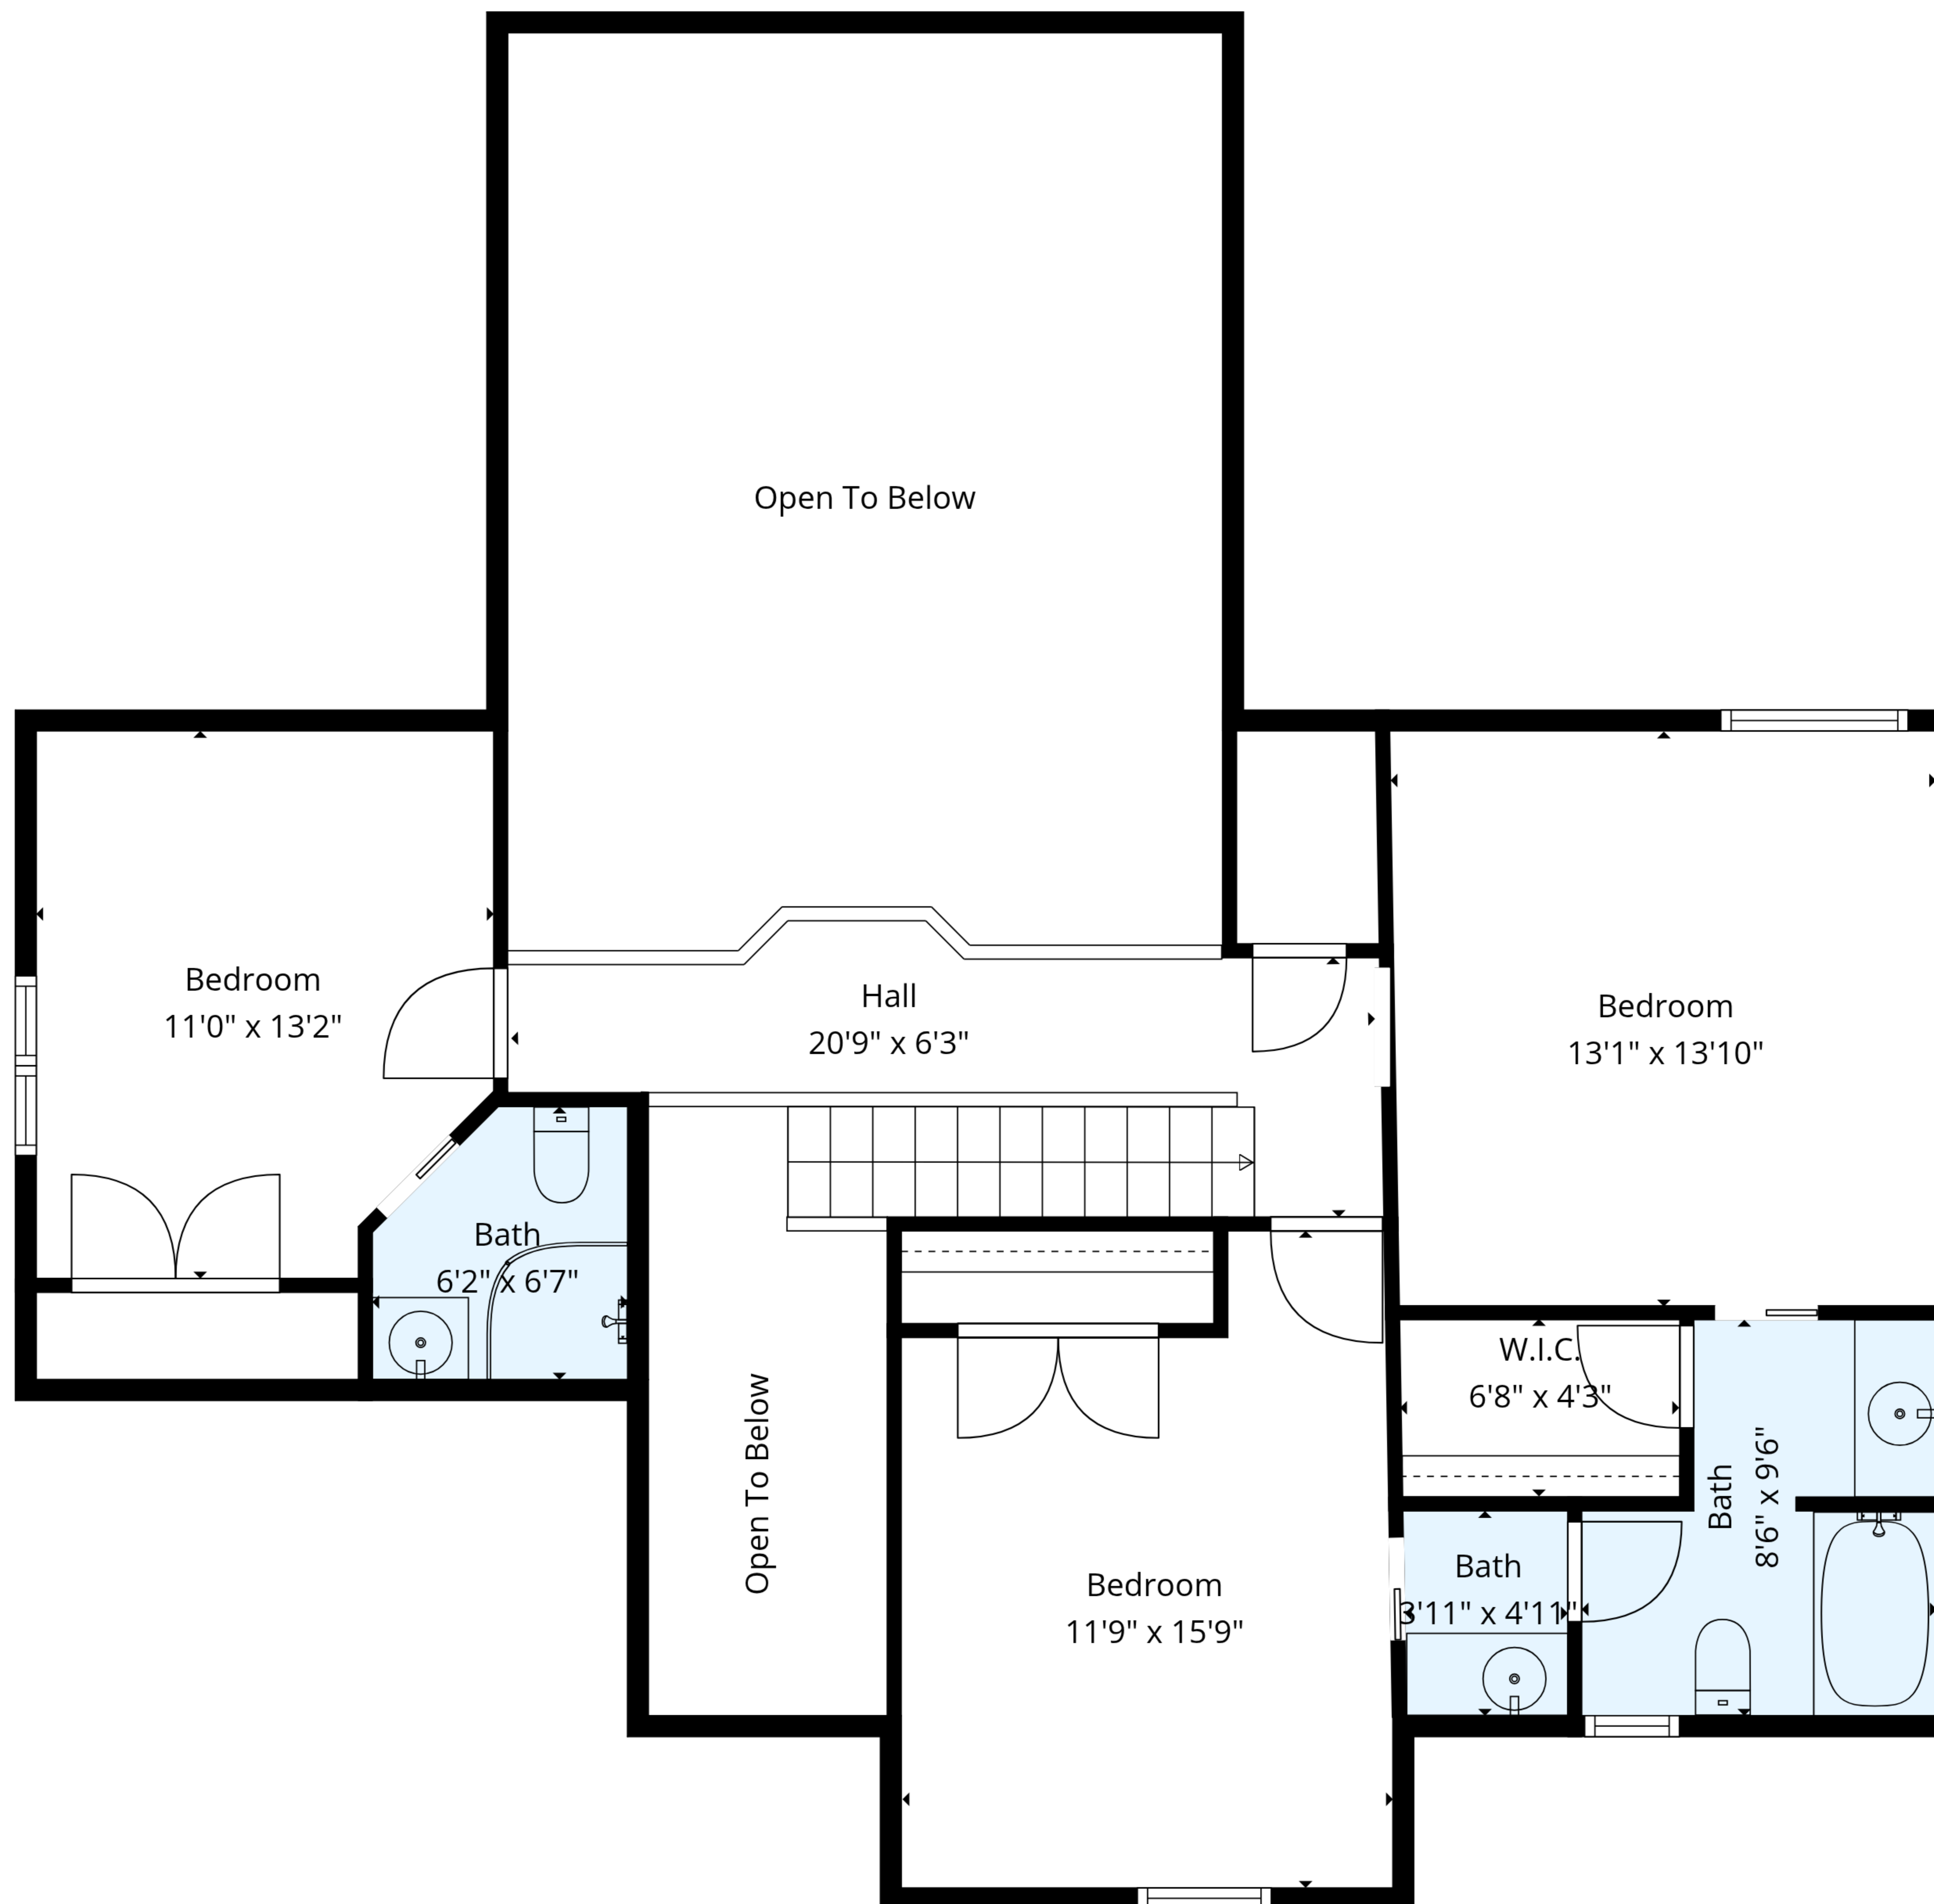 Open To Below
Bedroom
11'0" x 13'2"
Hall
20'9" x 6'3"
Bedroom
13'1" x 13'10"
Bath
6'2" x 6'7"
W.I.C.
6'8" x 4'3"
Open To Below
Bath
8'6" x 9'6"
Bedroom
11'9" x 15'9"
Bath
3'11" x 4'11"